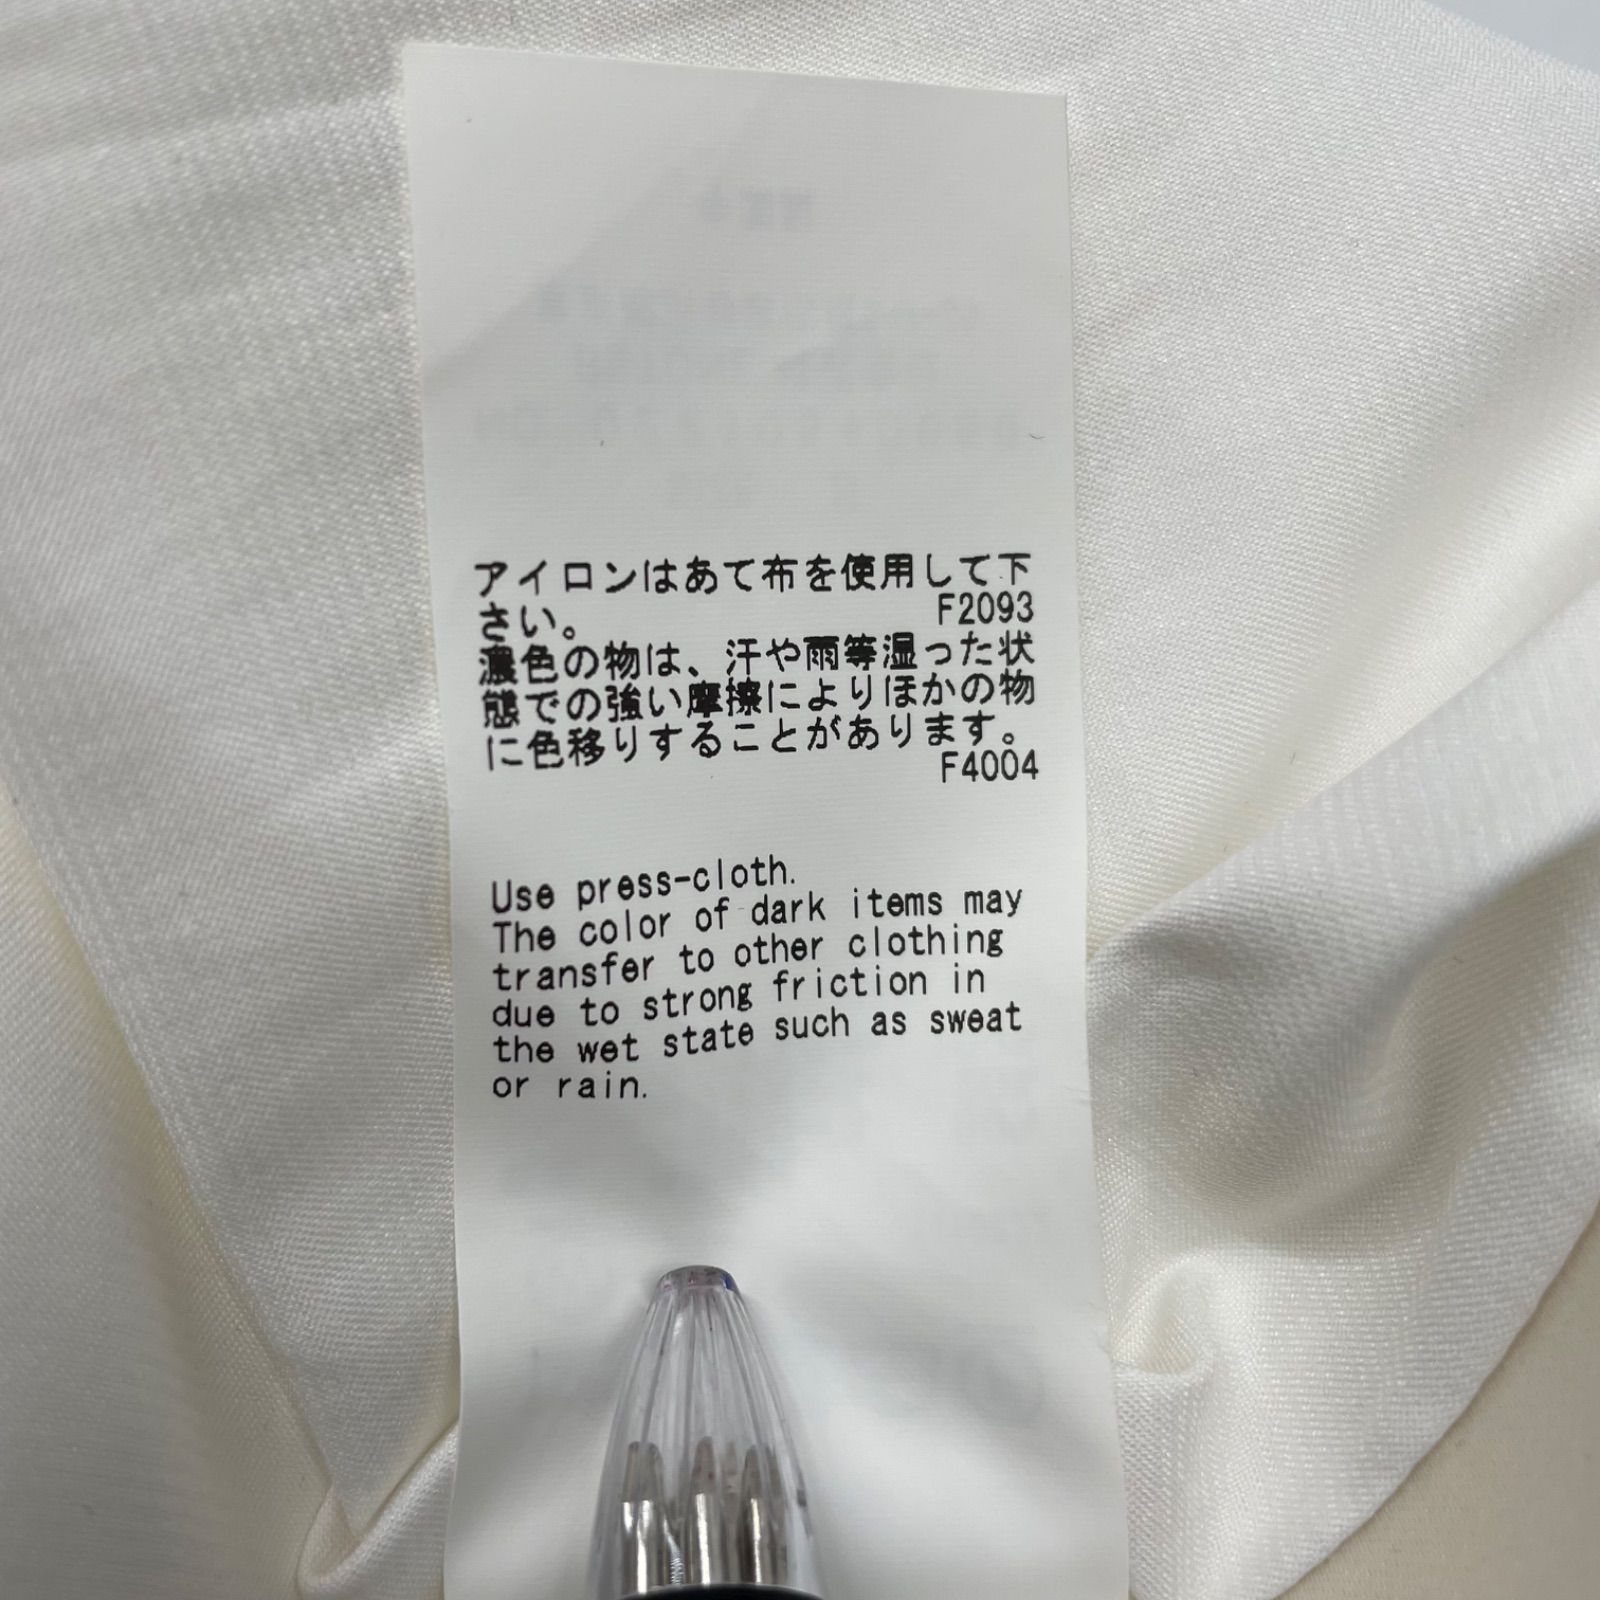 アイロンはあて布を使用して下
さい。 F2093
濃色の物は、汗や雨等湿った状
態での強い摩擦によりほかの物
に色移りすることがあります。
F4004
Use press-cloth.
The color of dark items may
transfer to other clothing
due to strong friction in
the wet state such as sweat
or rain.